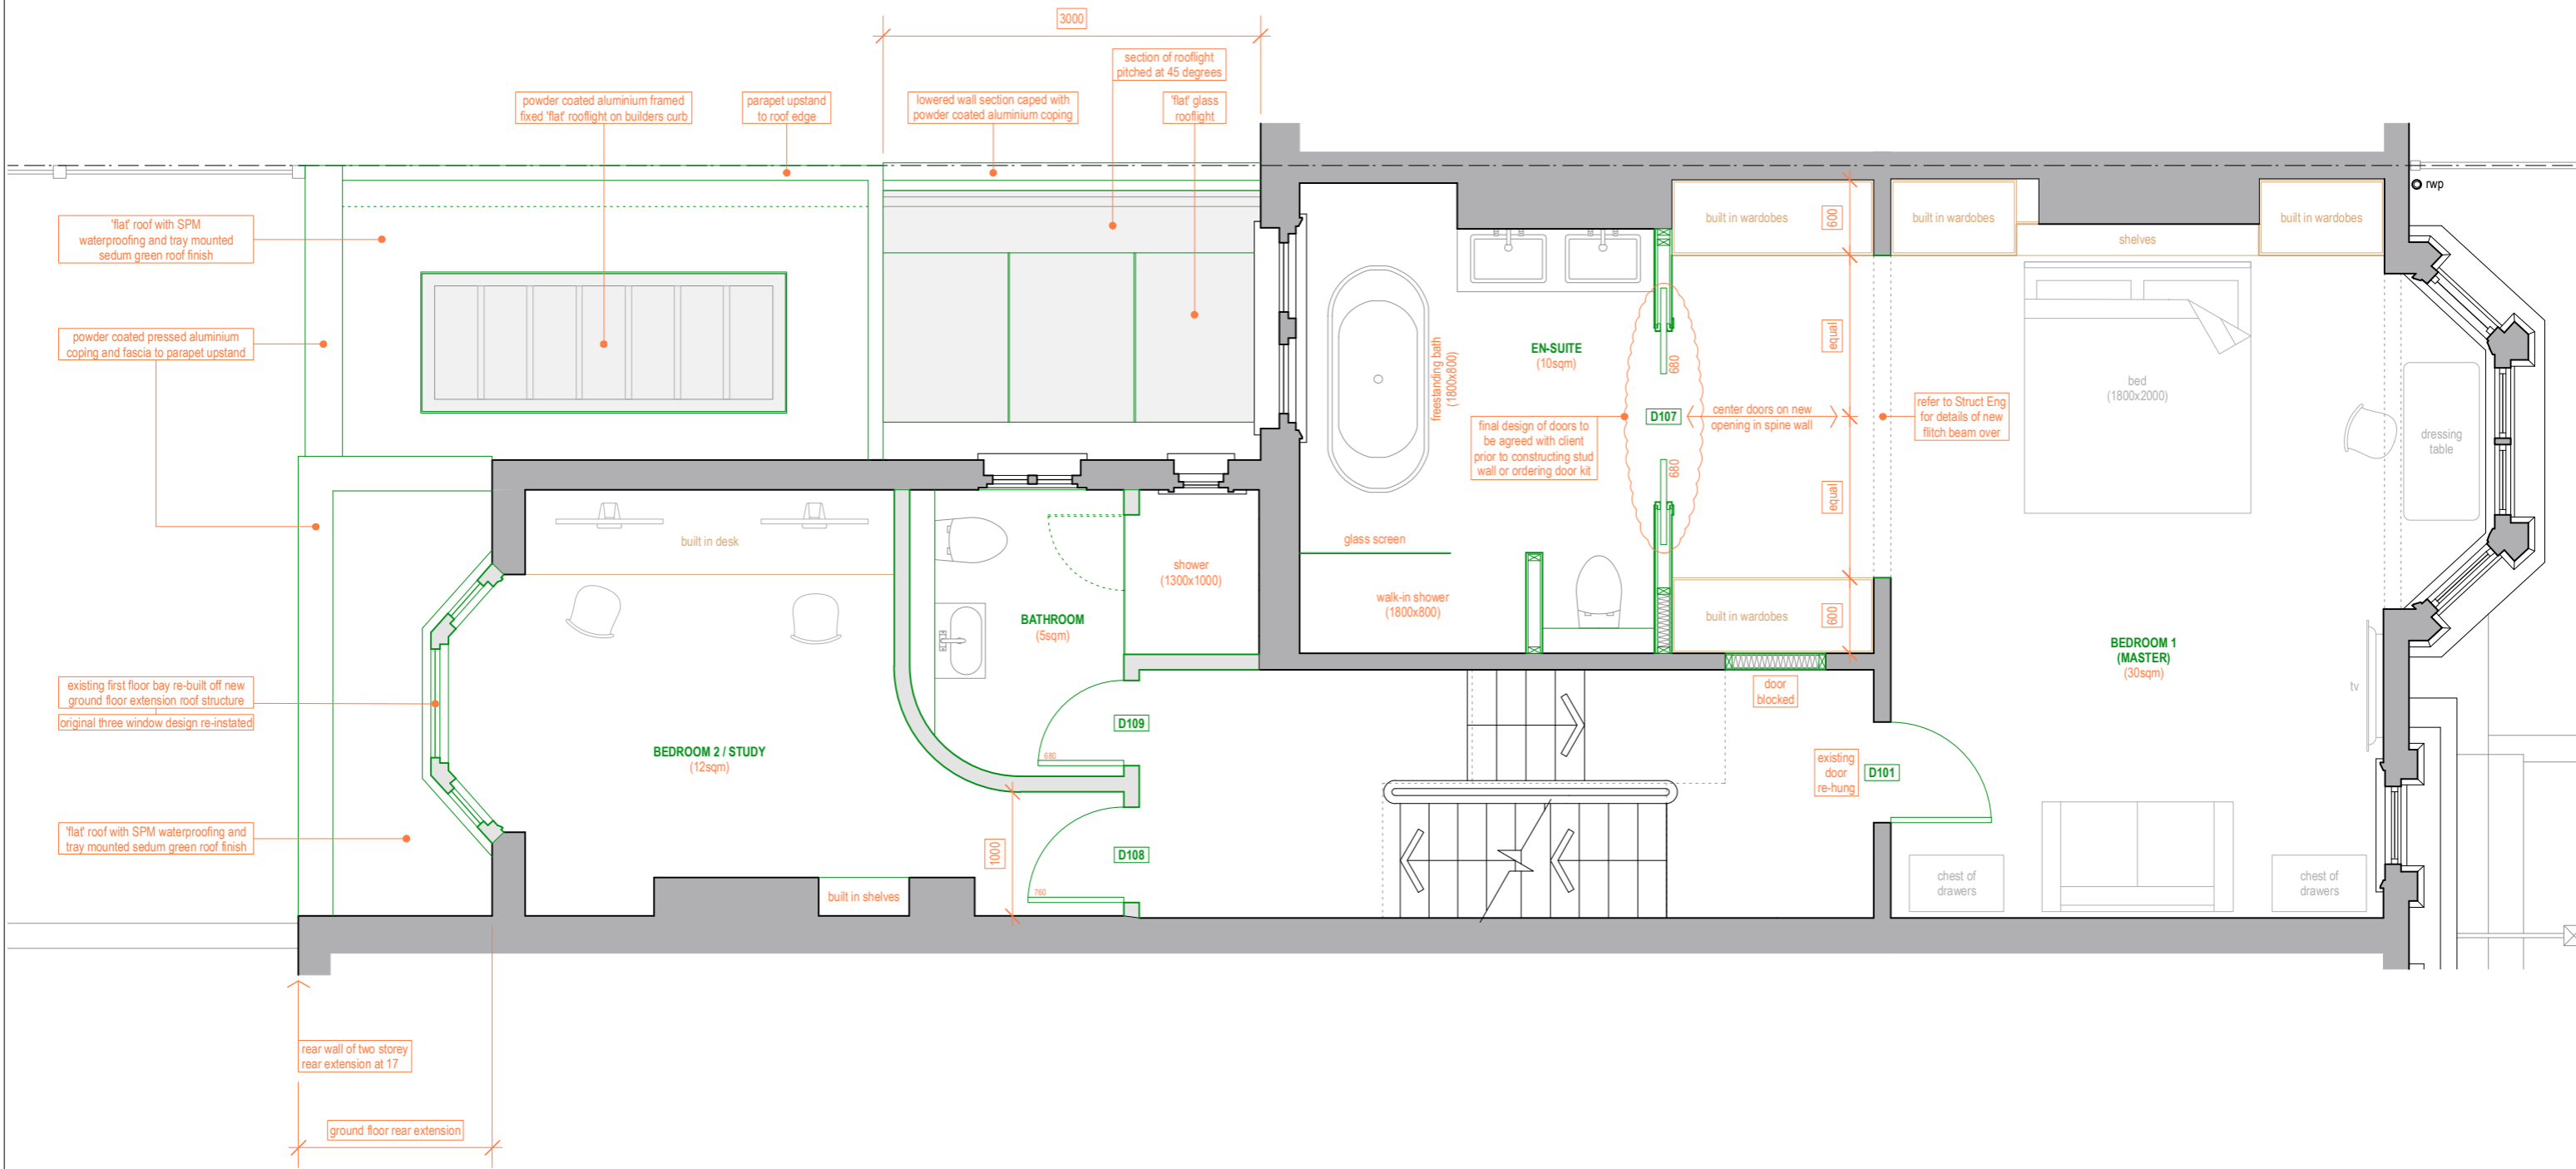 3000
section of rooflight
pitched at 45 degrees
powder coated aluminium framed
fixed 'flat' rooflight on builders curb
parapet upstand
to roof edge
lowered wall section caped with
powder coated aluminium coping
'flat' glass
rooflight
rwp
'flat' roof with SPM
waterproofing and tray mounted
sedum green roof finish
built in wardobes
600
built in wardobes
built in wardobes
shelves
powder coated pressed aluminium
coping and fascia to parapet upstand
freestanding bath
(1800x800)
EN-SUITE
(10sqm)
680
equal
bed
(1800x2000)
final design of doors to
be agreed with client
prior to constructing stud
wall or ordering door kit
D107
center doors on new
opening in spine wall
refer to Struct Eng
for details of new
flitch beam over
dressing
table
680
equal
built in desk
glass screen
shower
(1300x1000)
walk-in shower
(1800x800)
built in wardobes
600
BATHROOM
(5sqm)
BEDROOM 1
(MASTER)
(30sqm)
existing first floor bay re-built off new
ground floor extension roof structure
original three window design re-instated
door
blocked
tv
D109
680
BEDROOM 2 / STUDY
(12sqm)
existing
door
re-hung
D101
'flat' roof with SPM waterproofing and
tray mounted sedum green roof finish
1000
D108
760
built in shelves
chest of
drawers
chest of
drawers
rear wall of two storey
rear extension at 17
ground floor rear extension